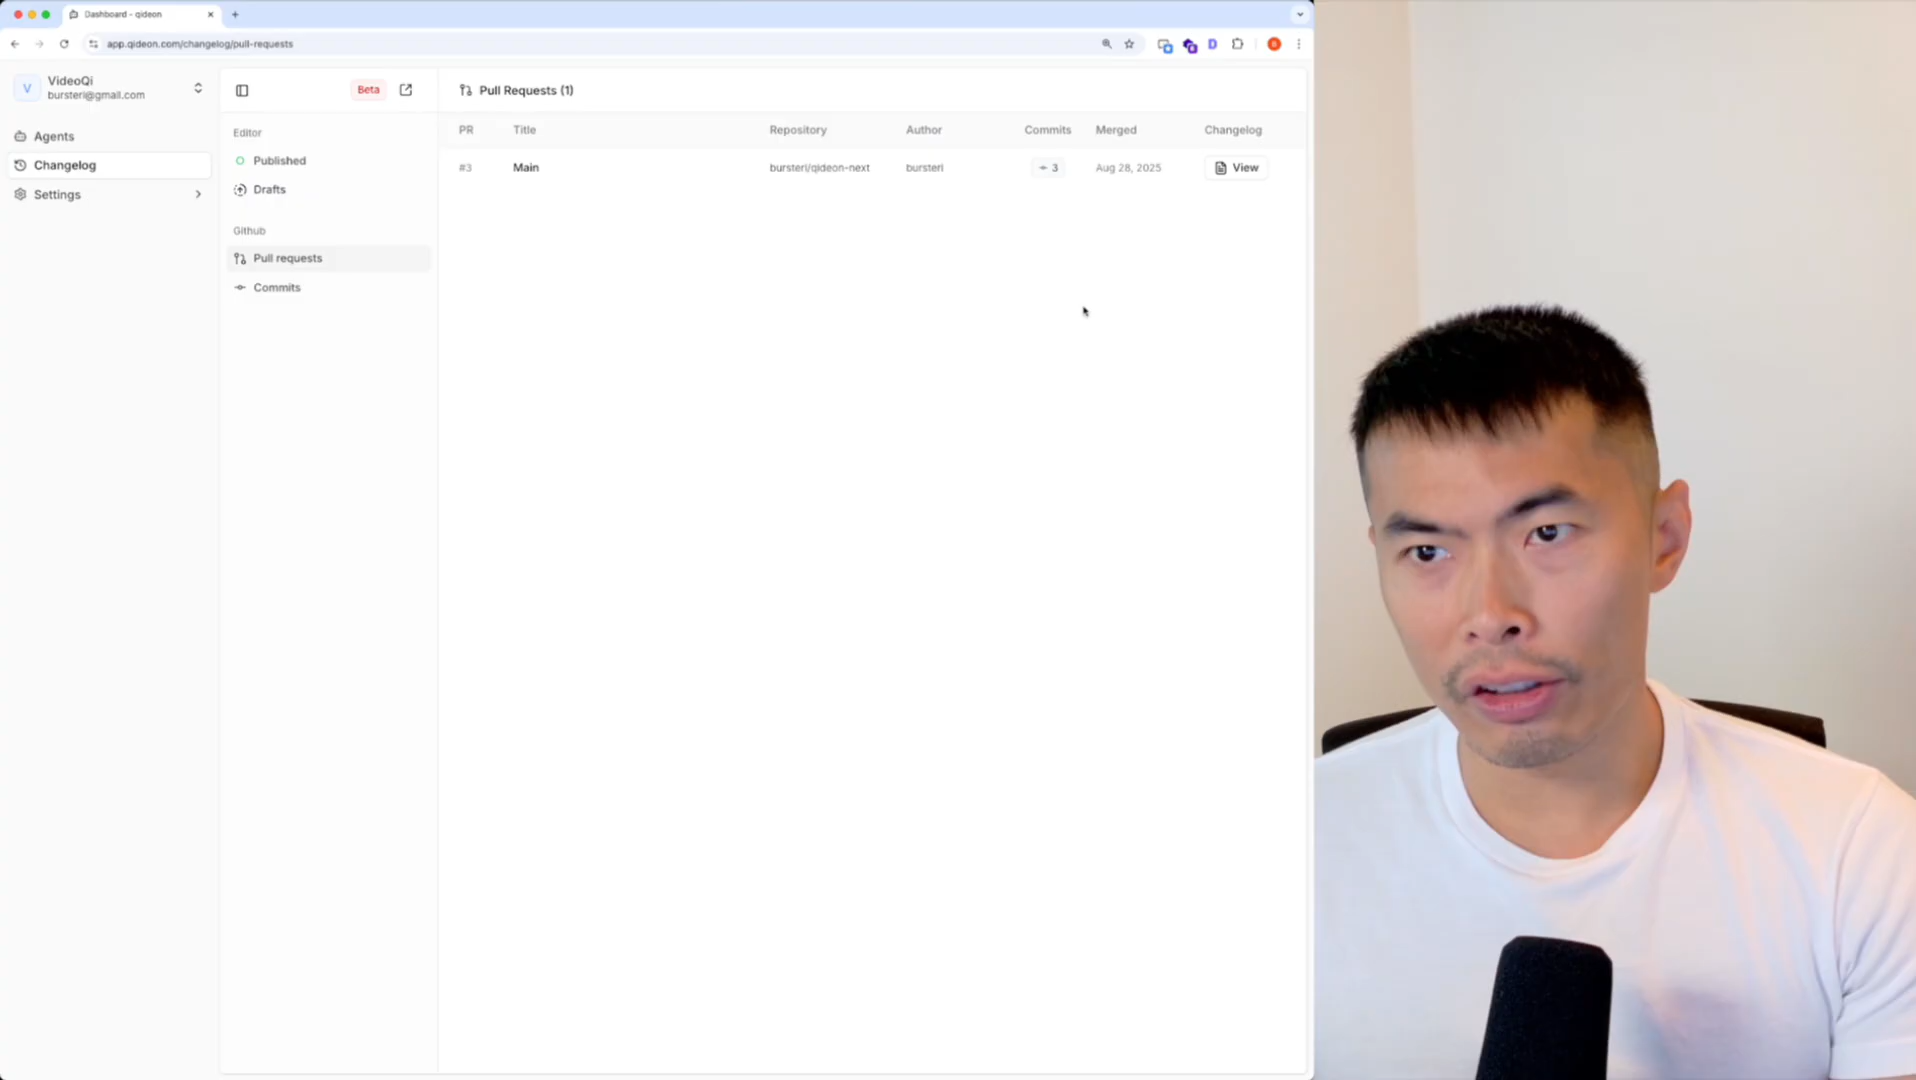 Dashboard - qideon
app.qideon.com/changelog/pull-requests
V
VideoQi
bursteri@gmail.com
Agents
Changelog
Settings
Beta
Editor
Published
Drafts
Github
Pull requests
Commits
Pull Requests (1)
PR Title Repository Author Commits Merged Changelog
#3 Main bursteri/qideon-next bursteri 3 Aug 28, 2025 View